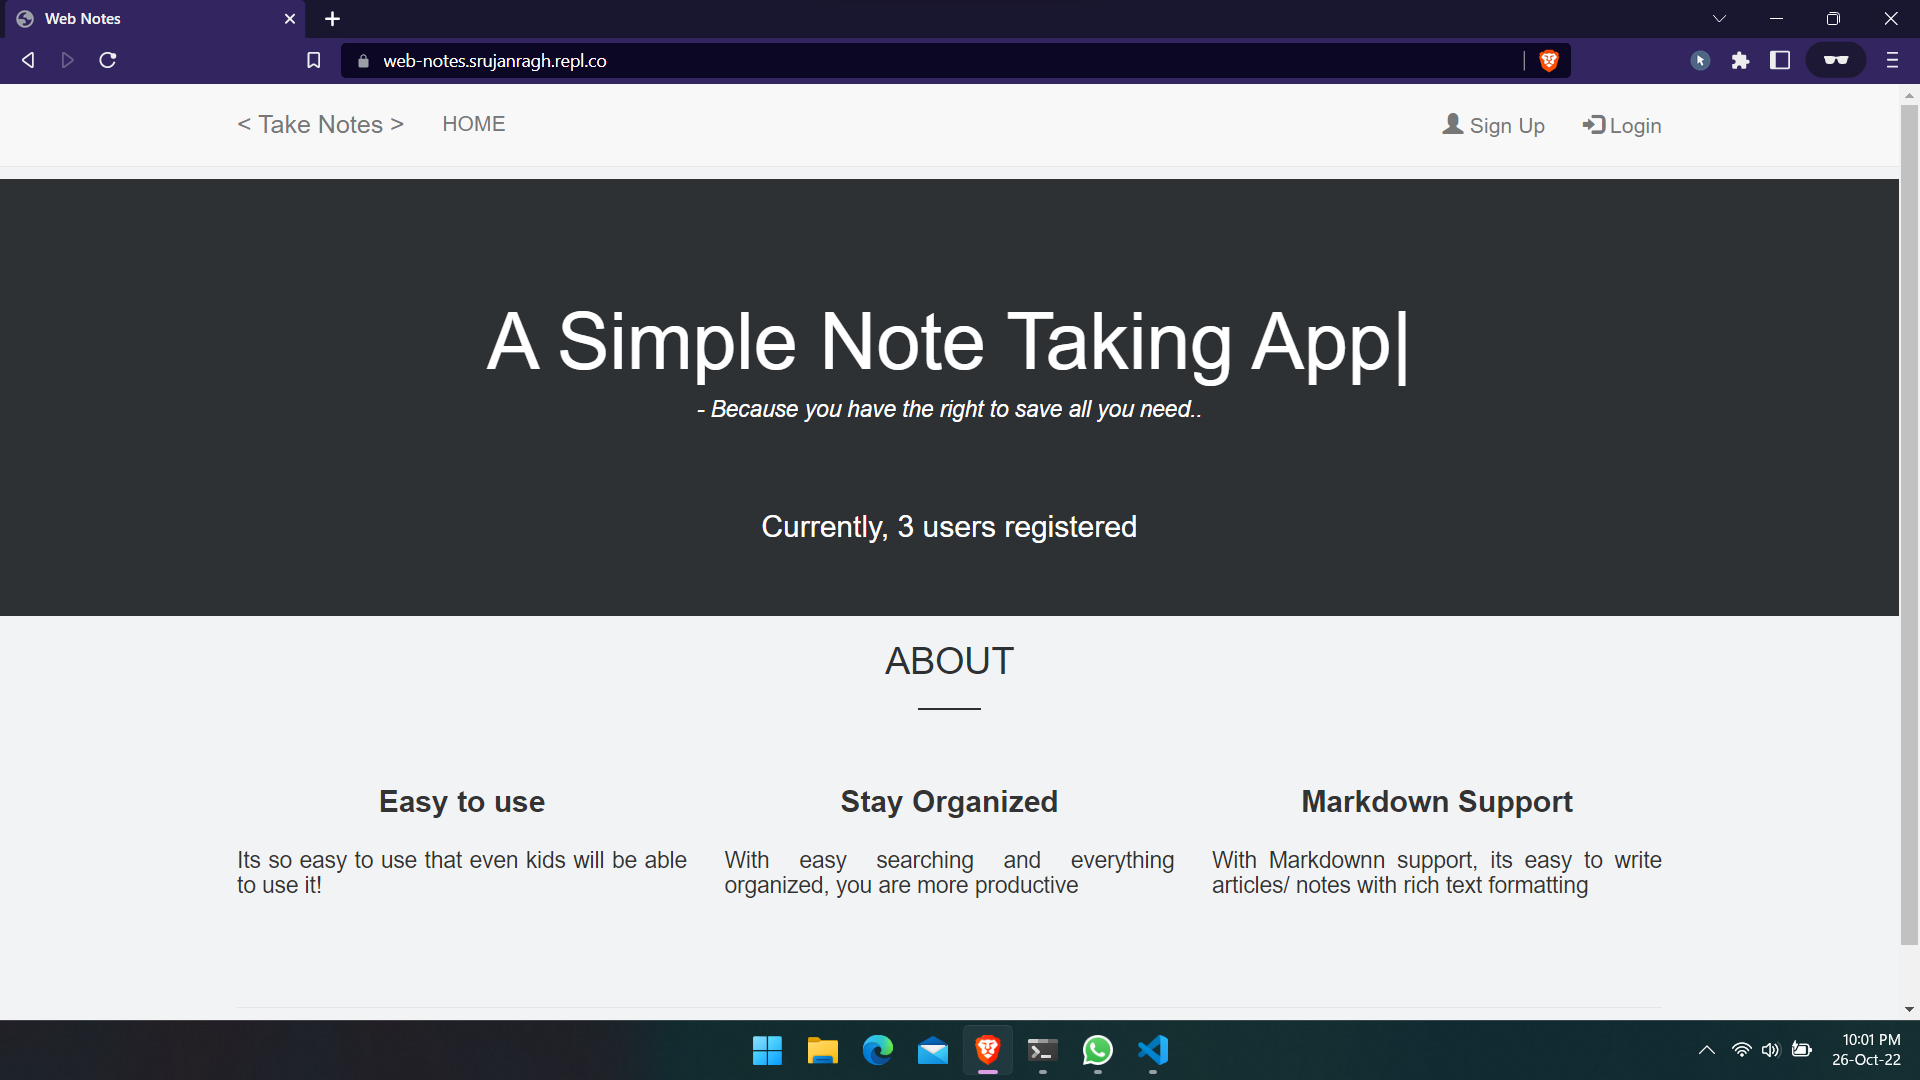 Web Notes
web-notes.srujanragh.repl.co
< Take Notes > HOME Sign Up Login
A Simple Note Taking App|
- Because you have the right to save all you need..
Currently, 3 users registered
ABOUT
Easy to use
Its so easy to use that even kids will be able
to use it!
Stay Organized
With easy searching and everything
organized, you are more productive
Markdown Support
With Markdownn support, its easy to write
articles/ notes with rich text formatting
10:01 PM
26-Oct-22